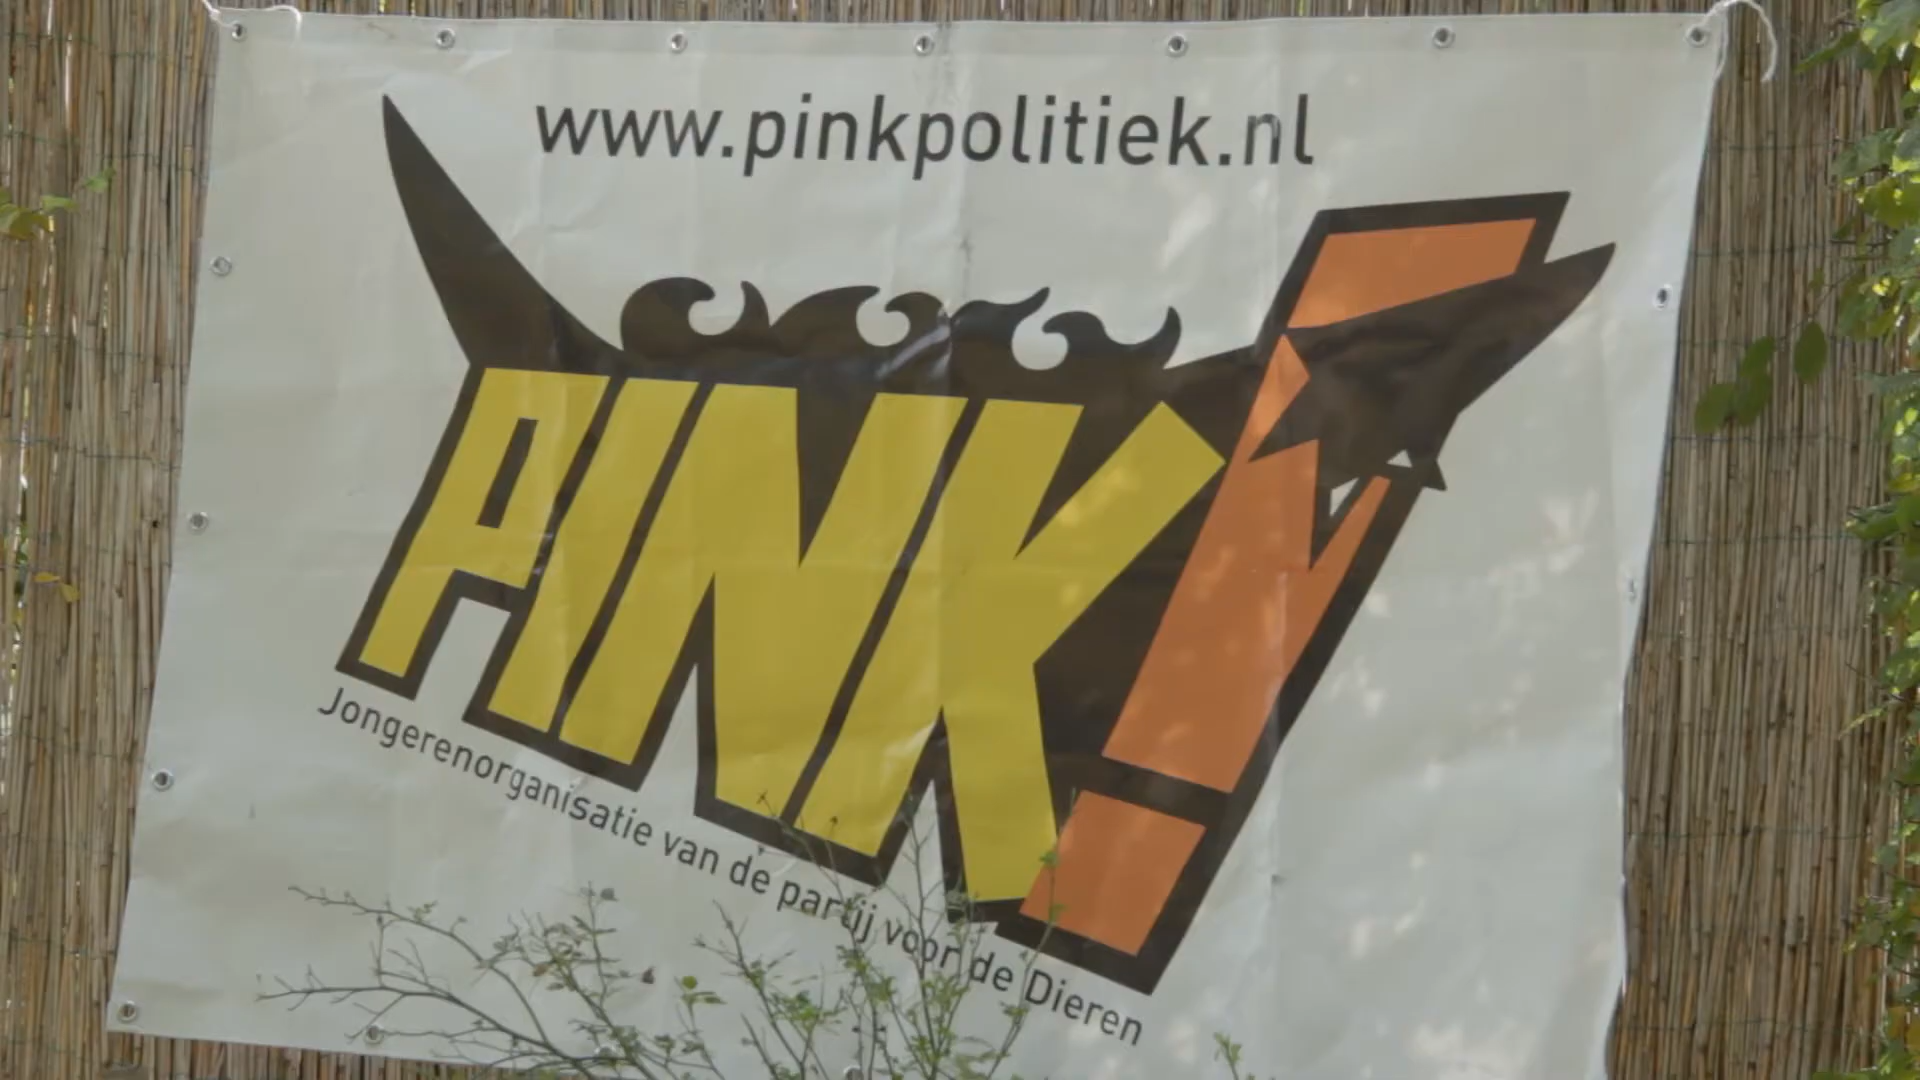 www.pinkpolitiek.nl
PINK!
Jongerenorganisatie van de partij voor de Dieren